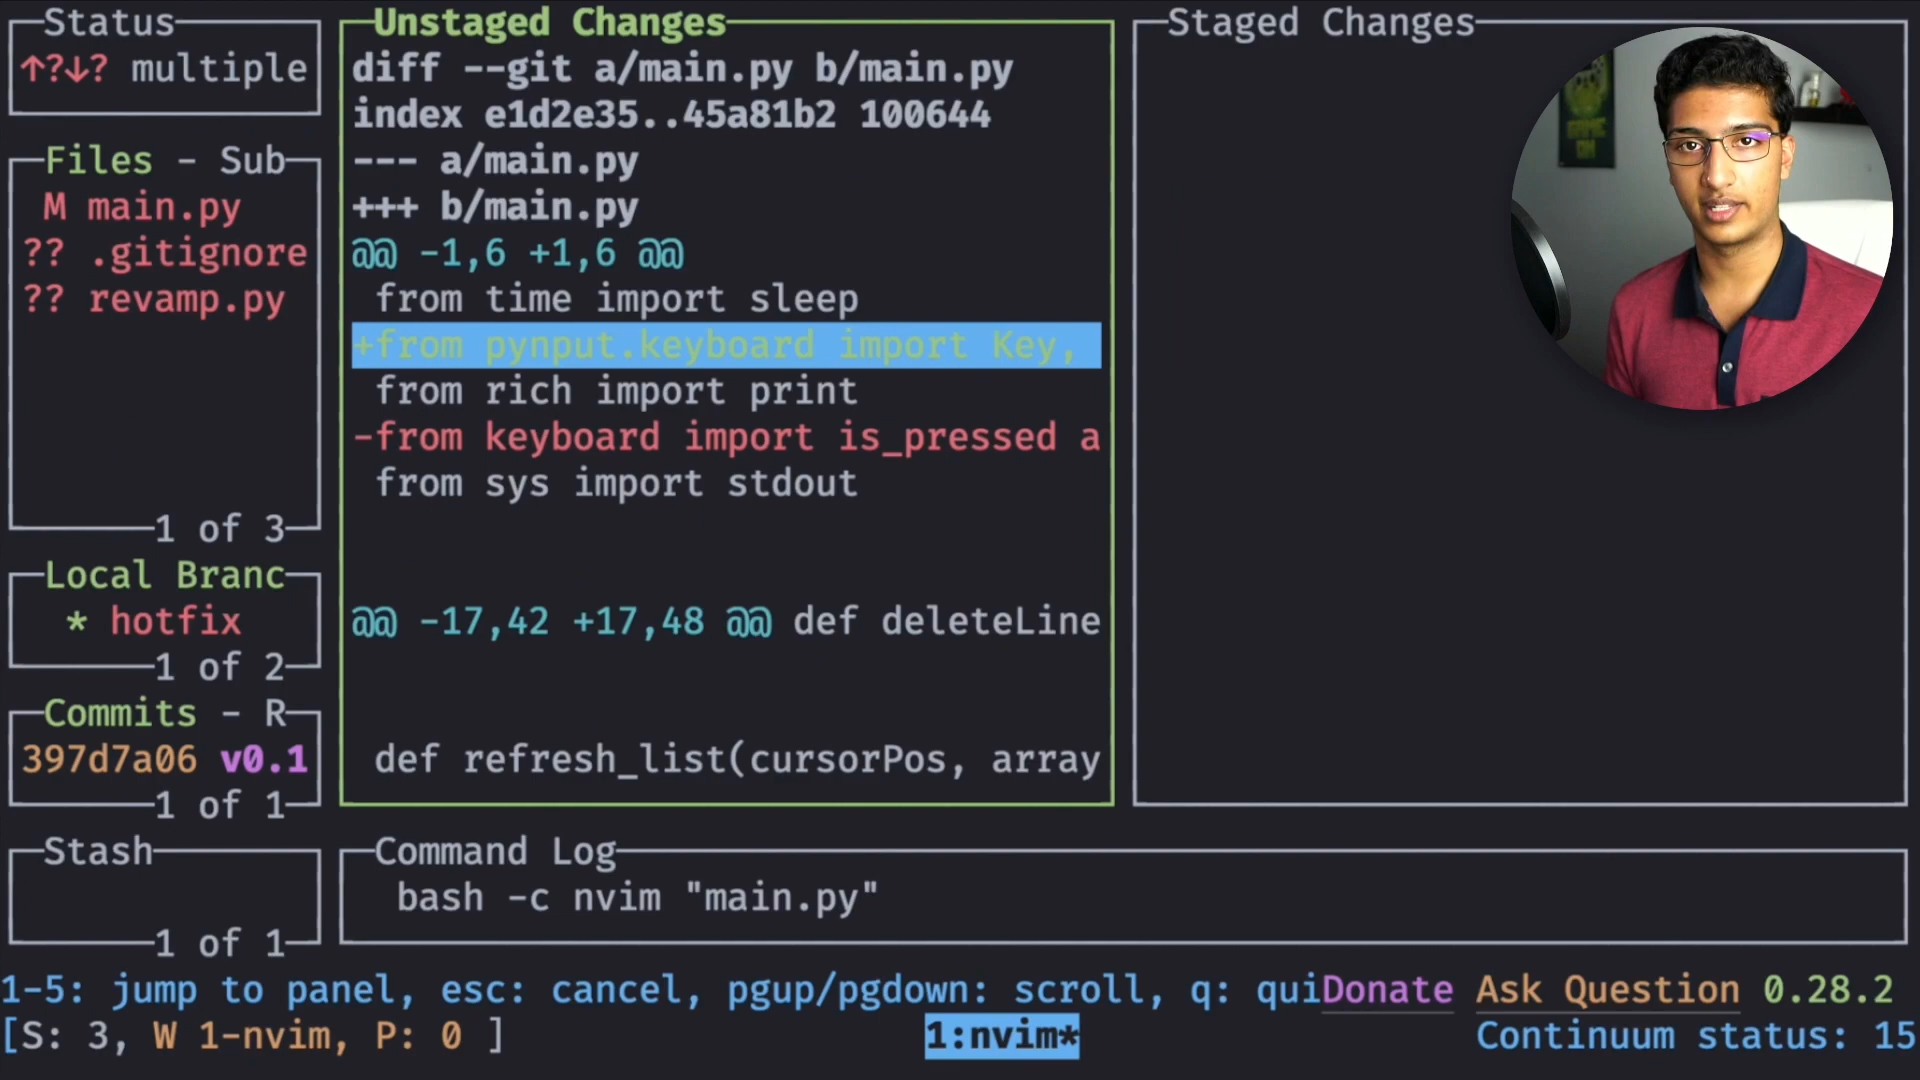 Status
↑?↓? multiple
Files - Sub
M main.py
?? .gitignore
?? revamp.py
1 of 3
Local Branc
* hotfix
1 of 2
Commits - R
397d7a06 v0.1
1 of 1
Stash
1 of 1
Unstaged Changes
diff --git a/main.py b/main.py
index e1d2e35..45a81b2 100644
--- a/main.py
+++ b/main.py
@@ -1,6 +1,6 @@
from time import sleep
+from pynput.keyboard import Key,
from rich import print
-from keyboard import is_pressed a
from sys import stdout
@@ -17,42 +17,48 @@ def deleteLine
def refresh_list(cursorPos, array
Staged Changes
GAME
ON
Command Log
bash -c nvim "main.py"
1-5: jump to panel, esc: cancel, pgup/pgdown: scroll, q: quiDonate Ask Question 0.28.2
[S: 3, W 1-nvim, P: 0 ] 1:nvim* Continuum status: 15